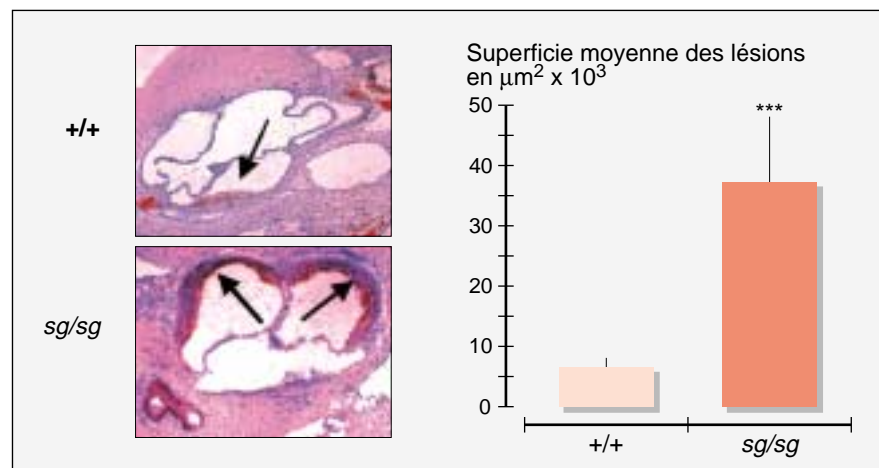 +/+
sg/sg
Superficie moyenne des lésions
en μm² x 10³
50
40
30
20
10
0
***
+/+
sg/sg